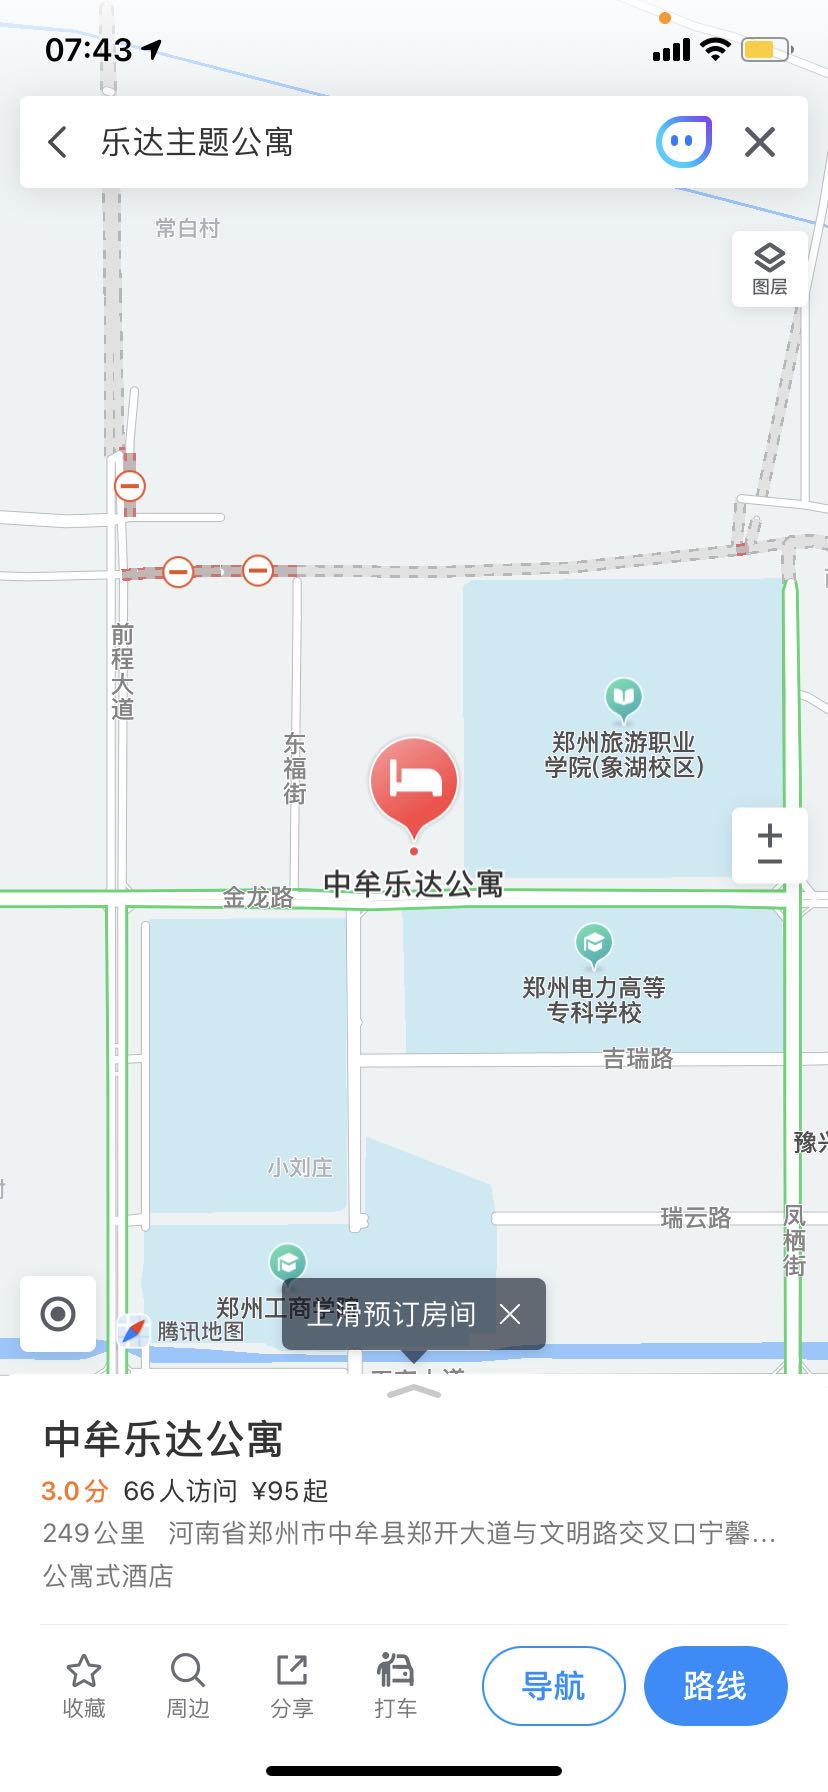 07:43
乐达主题公寓
常白村
图层
前程大道
东福街
郑州旅游职业
学院(象湖校区)
中牟乐达公寓
金龙路
郑州电力高等
专科学校
吉瑞路
豫兴
小刘庄
瑞云路
凤栖街
郑州工商学院
上滑预订房间
腾讯地图
中牟乐达公寓
3.0分 66人访问 ¥95起
249公里 河南省郑州市中牟县郑开大道与文明路交叉口宁馨...
公寓式酒店
收藏
周边
分享
打车
导航
路线